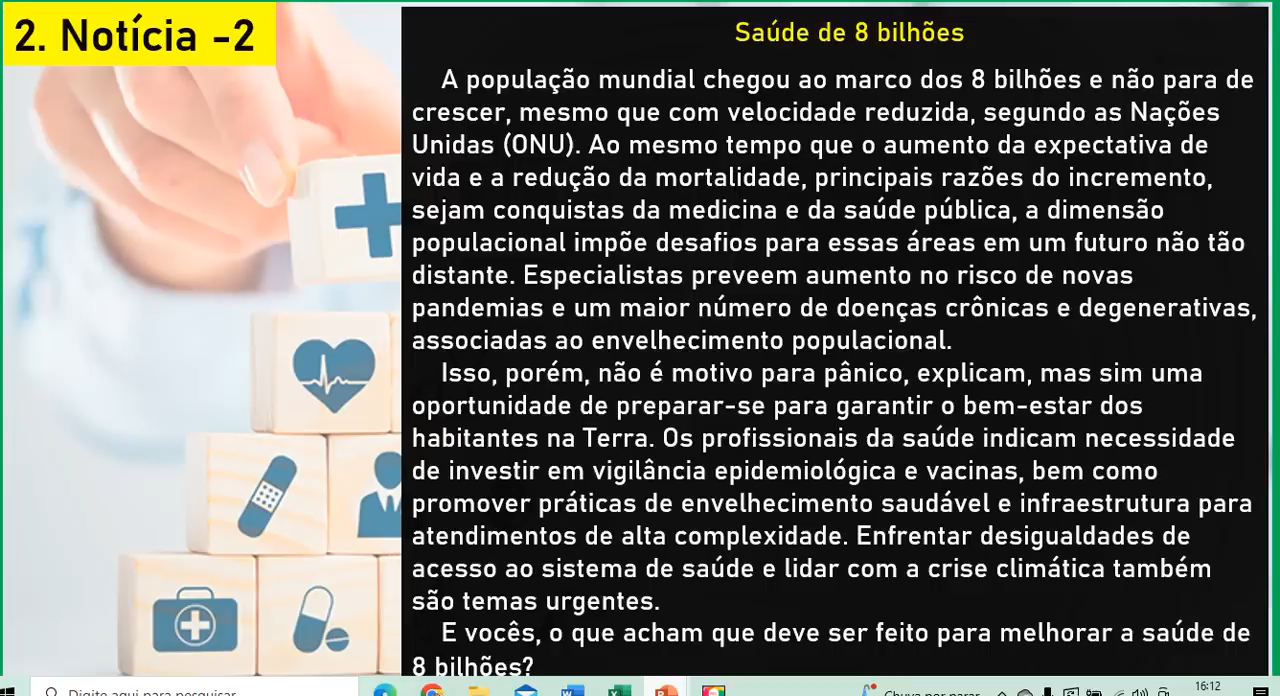 2. Notícia -2
Saúde de 8 bilhões
A população mundial chegou ao marco dos 8 bilhões e não para de
crescer, mesmo que com velocidade reduzida, segundo as Nações
Unidas (ONU). Ao mesmo tempo que o aumento da expectativa de
vida e a redução da mortalidade, principais razões do incremento,
sejam conquistas da medicina e da saúde pública, a dimensão
populacional impõe desafios para essas áreas em um futuro não tão
distante. Especialistas preveem aumento no risco de novas
pandemias e um maior número de doenças crônicas e degenerativas,
associadas ao envelhecimento populacional.
Isso, porém, não é motivo para pânico, explicam, mas sim uma
oportunidade de preparar-se para garantir o bem-estar dos
habitantes na Terra. Os profissionais da saúde indicam necessidade
de investir em vigilância epidemiológica e vacinas, bem como
promover práticas de envelhecimento saudável e infraestrutura para
atendimentos de alta complexidade. Enfrentar desigualdades de
acesso ao sistema de saúde e lidar com a crise climática também
são temas urgentes.
E vocês, o que acham que deve ser feito para melhorar a saúde de
8 bilhões?
Digite aqui para pesquisar
Chuva por parar
16:12